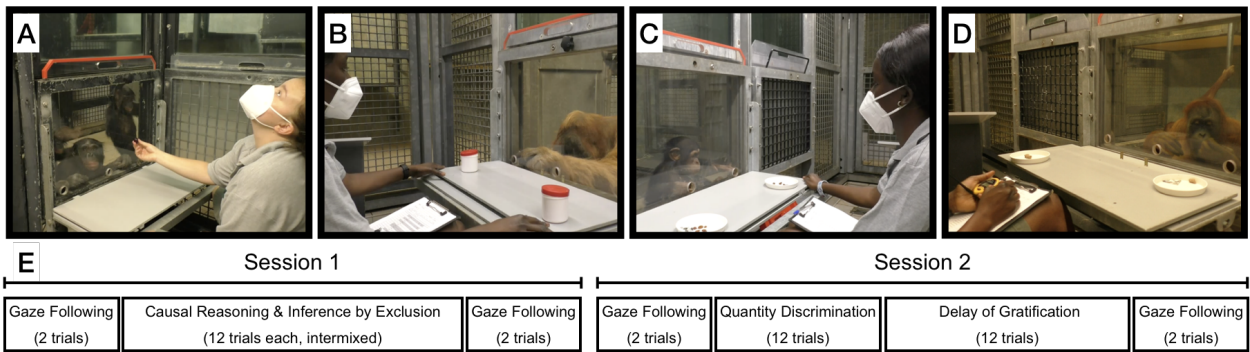 A
B
C
D
E
Session 1
Session 2
Gaze Following
(2 trials)
Causal Reasoning & Inference by Exclusion
(12 trials each, intermixed)
Gaze Following
(2 trials)
Gaze Following
(2 trials)
Quantity Discrimination
(12 trials)
Delay of Gratification
(12 trials)
Gaze Following
(2 trials)